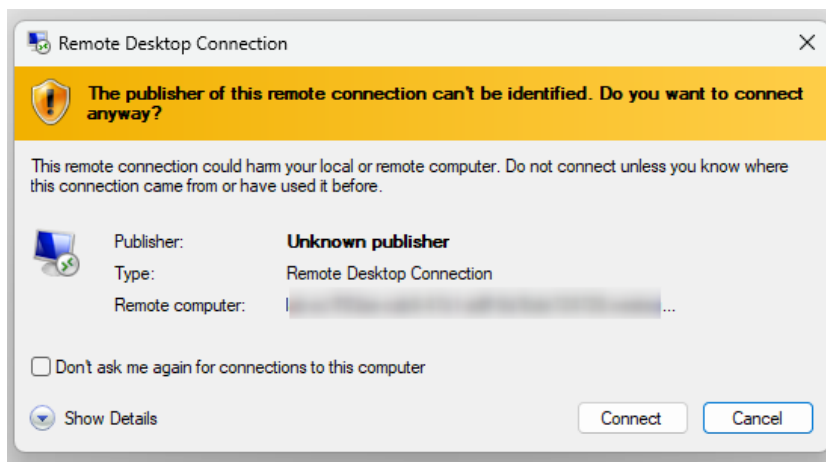 Remote Desktop Connection
The publisher of this remote connection can't be identified. Do you want to connect
anyway?
This remote connection could harm your local or remote computer. Do not connect unless you know where
this connection came from or have used it before.
Publisher: Unknown publisher
Type: Remote Desktop Connection
Remote computer: ...
Don't ask me again for connections to this computer
Show Details Connect Cancel